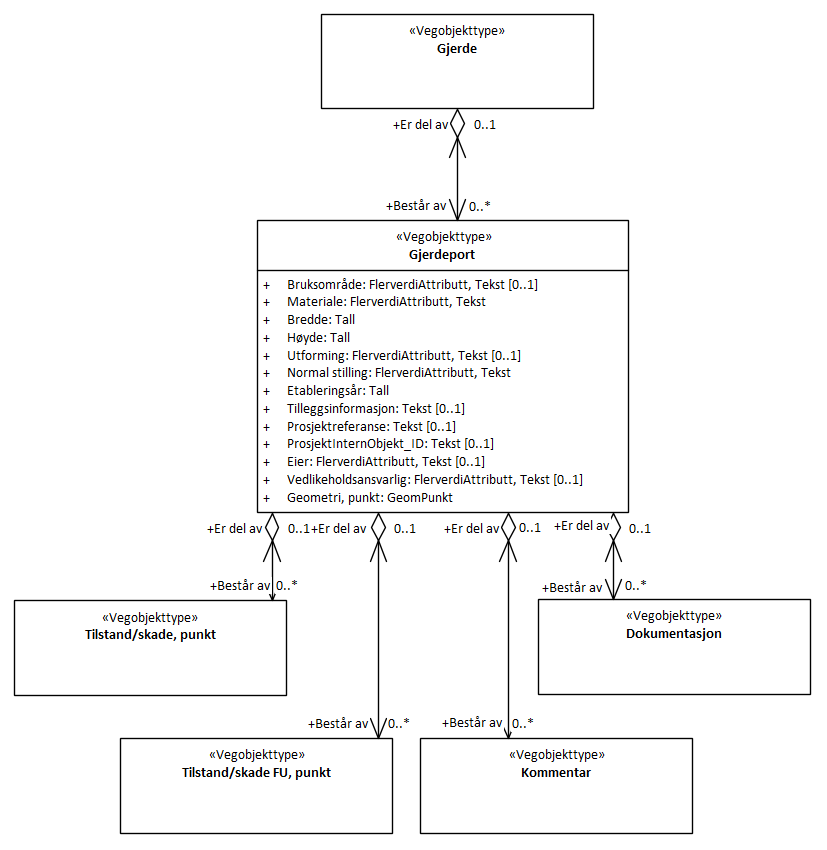 «Vegobjekttype»
Gjerde
+Er del av 0..1
+Består av 0..*
«Vegobjekttype»
Gjerdeport
+ Bruksområde: FlerverdiAttributt, Tekst [0..1]
+ Materiale: FlerverdiAttributt, Tekst
+ Bredde: Tall
+ Høyde: Tall
+ Utforming: FlerverdiAttributt, Tekst [0..1]
+ Normal stilling: FlerverdiAttributt, Tekst
+ Etableringsår: Tall
+ Tilleggsinformasjon: Tekst [0..1]
+ Prosjektreferanse: Tekst [0..1]
+ ProsjektInternObjekt_ID: Tekst [0..1]
+ Eier: FlerverdiAttributt, Tekst [0..1]
+ Vedlikeholdsansvarlig: FlerverdiAttributt, Tekst [0..1]
+ Geometri, punkt: GeomPunkt
+Er del av 0..1 +Er del av 0..1 +Er del av 0..1 +Er del av 0..1
+Består av 0..* +Består av 0..*
«Vegobjekttype»
Tilstand/skade, punkt
«Vegobjekttype»
Dokumentasjon
+Består av 0..* +Består av 0..*
«Vegobjekttype»
Tilstand/skade FU, punkt
«Vegobjekttype»
Kommentar